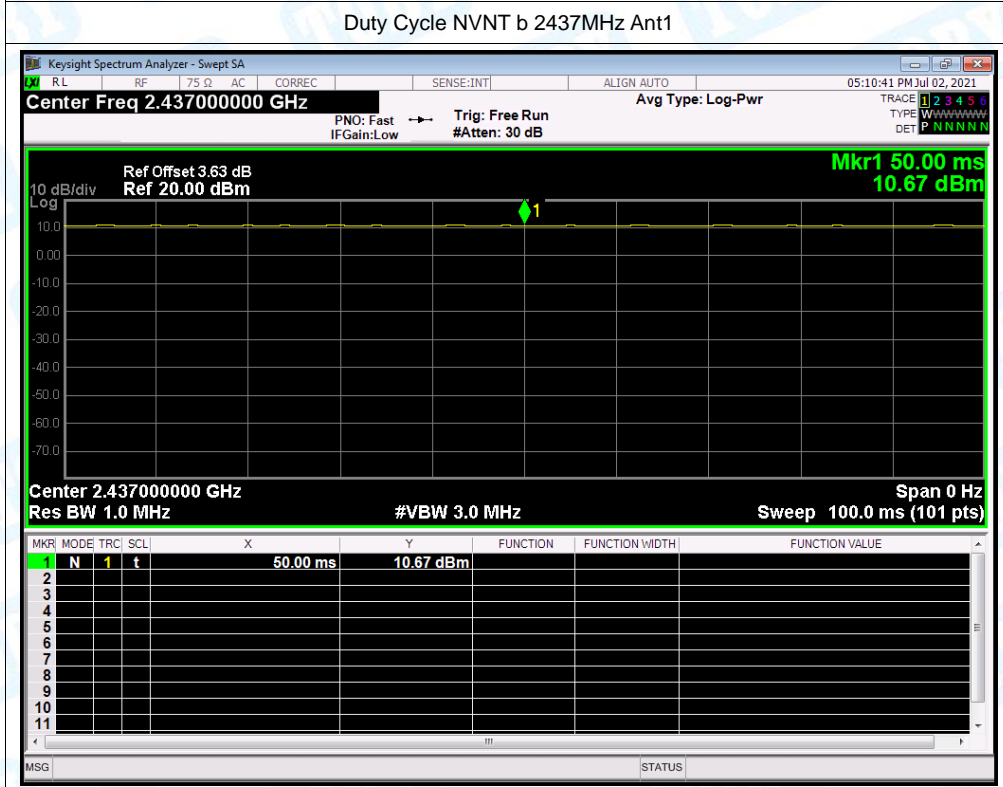 Duty Cycle NVNT b 2437MHz Ant1
Keysight Spectrum Analyzer - Swept SA
LXI RL RF 75 Ω AC CORREC SENSE:INT ALIGN AUTO 05:10:41 PM Jul 02, 2021
Center Freq 2.437000000 GHz Avg Type: Log-Pwr TRACE 1 2 3 4 5 6
PNO: Fast Trig: Free Run TYPE WWWWWW
IFGain:Low #Atten: 30 dB DET P N N N N N
Mkr1 50.00 ms
Ref Offset 3.63 dB
10 dB/div Ref 20.00 dBm 10.67 dBm
Log
1
10.0
0.00
-10.0
-20.0
-30.0
-40.0
-50.0
-60.0
-70.0
Center 2.437000000 GHz Span 0 Hz
Res BW 1.0 MHz #VBW 3.0 MHz Sweep 100.0 ms (101 pts)
MKR MODE TRC SCL X Y FUNCTION FUNCTION WIDTH FUNCTION VALUE
1 N 1 t 50.00 ms 10.67 dBm
2
3
4
5
6
7
8
9
10
11
MSG STATUS